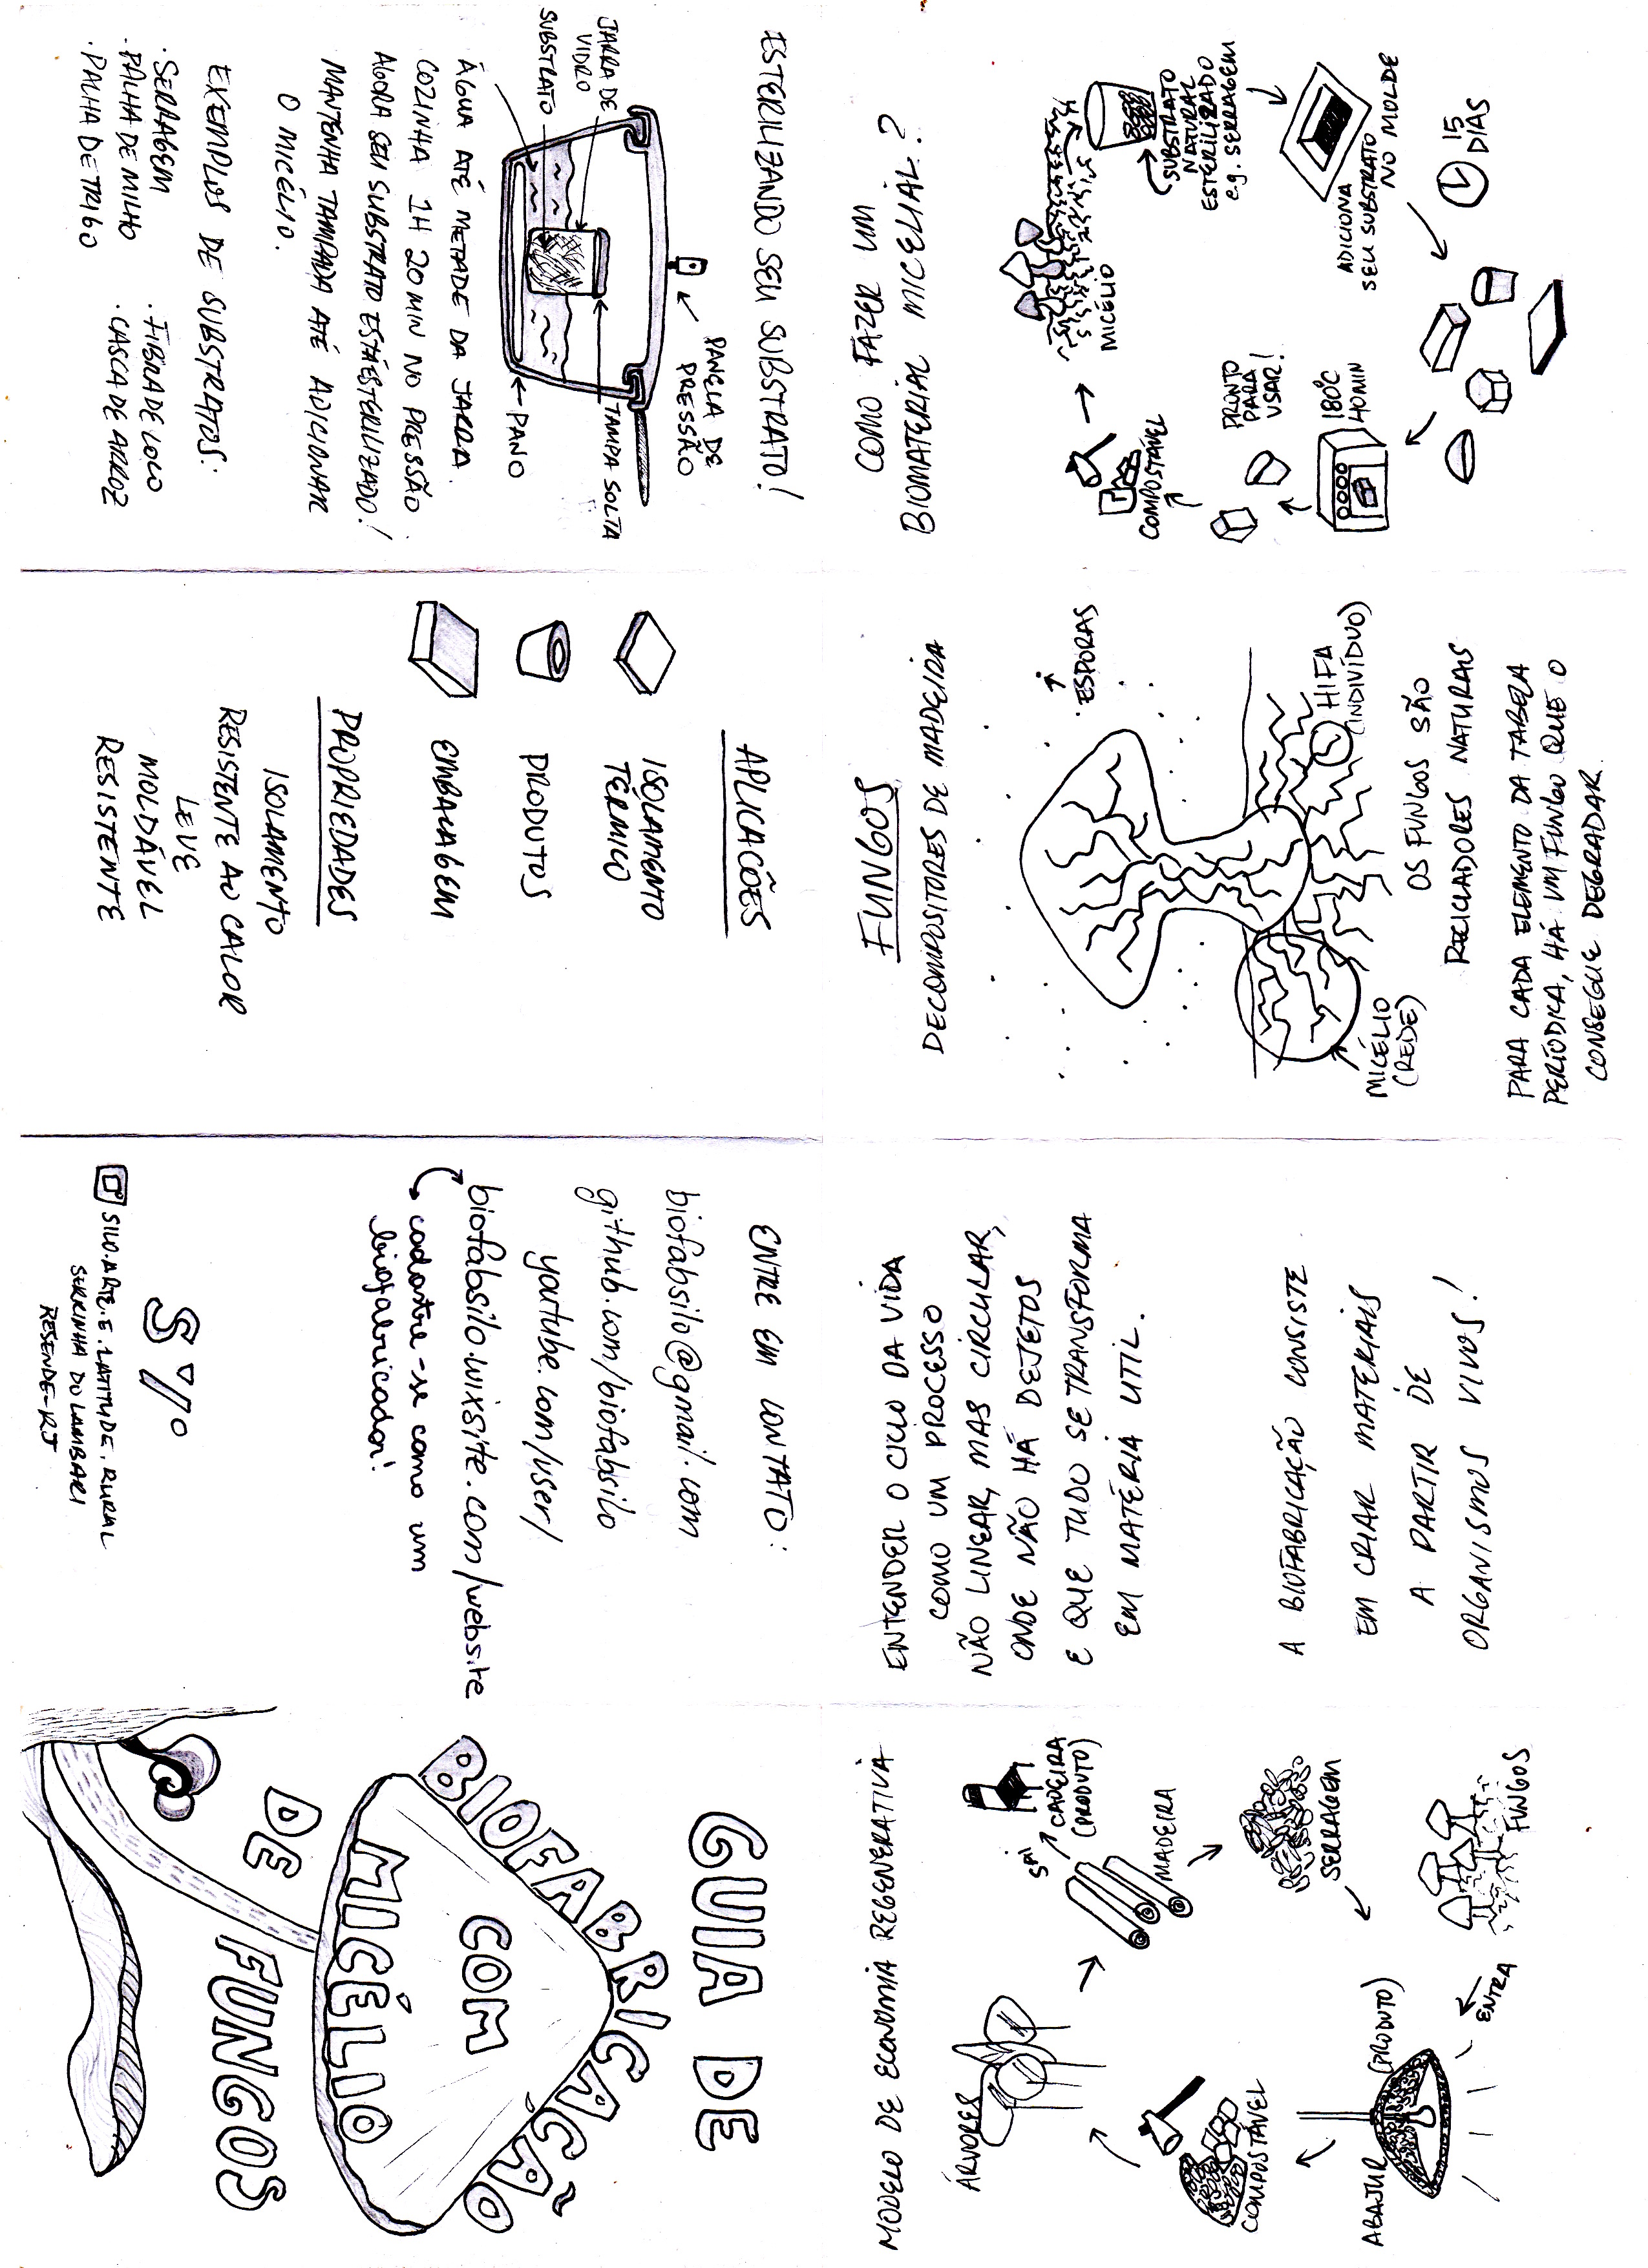 GUIA DE
BIOFABRICAÇÃO
COM
MICÉLIO
DE
FUNGOS
MODELO DE ECONOMIA REGENERATIVA
ÁRVORES
SAI
CADEIRA
(PRODUTO)
MADEIRA
SERRAGEM
FUNGOS
ENTRA
ABAJUR (PRODUTO)
COMPOSTÁVEL
ENTENDER O CICLO DA VIDA
COMO UM PROCESSO
NÃO LINEAR, MAS CIRCULAR,
ONDE NÃO HÁ DEJETOS
E QUE TUDO SE TRANSFORMA
EM MATÉRIA UTIL.
A BIOFABRICAÇÃO CONSISTE
EM CRIAR MATERIAIS
A PARTIR DE
ORGANISMOS VIVOS!
FUNGOS
DECOMPOSITORES DE MADEIRA
ESPORAS
HIFA
(INDIVÍDUO)
MICÉLIO
(REDE)
OS FUNGOS SÃO
RECICLADORES NATURAIS
PARA CADA ELEMENTO DA TABELA
PERÍODICA, HÁ UM FUNGO QUE O
CONSEGUE DEGRADAR.
COMO FAZER UM
BIOMATERIAL MICELIAL?
MICÉLIO
SUBSTRATO
NATURAL
ESTERILIZADO
e.g. SERRAGEM
ADICIONA
SEU SUBSTRATO
NO MOLDE
15
DIAS
180°C
40MIN
PRONTO
PARA
USAR!
COMPOSTÁVEL
ESTERILIZANDO SEU SUBSTRATO!
PANELA DE
PRESSÃO
JARRA DE
VIDRO
SUBSTRATO
TAMPA SOLTA
PANO
ÁGUA ATÉ METADE DA JARRA.
COZINHA 1H 20MIN NO PRESSÃO.
AGORA SEU SUBSTRATO ESTÁ ESTERILIZADO!
MANTENHA TAMPADA ATÉ ADICIONAR
O MICÉLIO.
EXEMPLOS DE SUBSTRATOS:
. SERRAGEM
. FIBRA DE COCO
. PALHA DE MILHO
. CASCA DE ARROZ
. PALHA DE TRIGO
APLICAÇÕES
ISOLAMENTO
TÉRMICO
PRODUTOS
EMBALAGEM
PROPRIEDADES
ISOLAMENTO
RESISTENTE AO CALOR
LEVE
MOLDÁVEL
RESISTENTE
ENTRE EM CONTATO:
biofabsilo@gmail.com
github.com/biofabsilo
youtube.com/user/
biofabsilo.wixsite.com/website
cadastre-se como um
biofabricador!
SILO.ARTE.E.LATITUDE.RURAL
SERRINHA DO LAMBARI
RESENDE-RJ